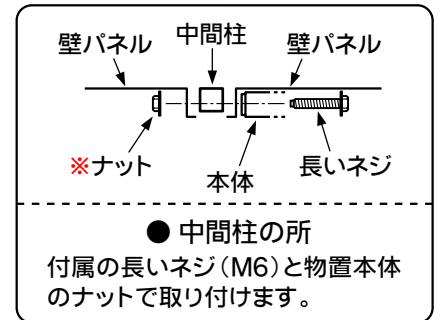 壁パネル 中間柱 壁パネル
※ナット 本体 長いネジ
● 中間柱の所
付属の長いネジ（M6）と物置本体
のナットで取り付けます。